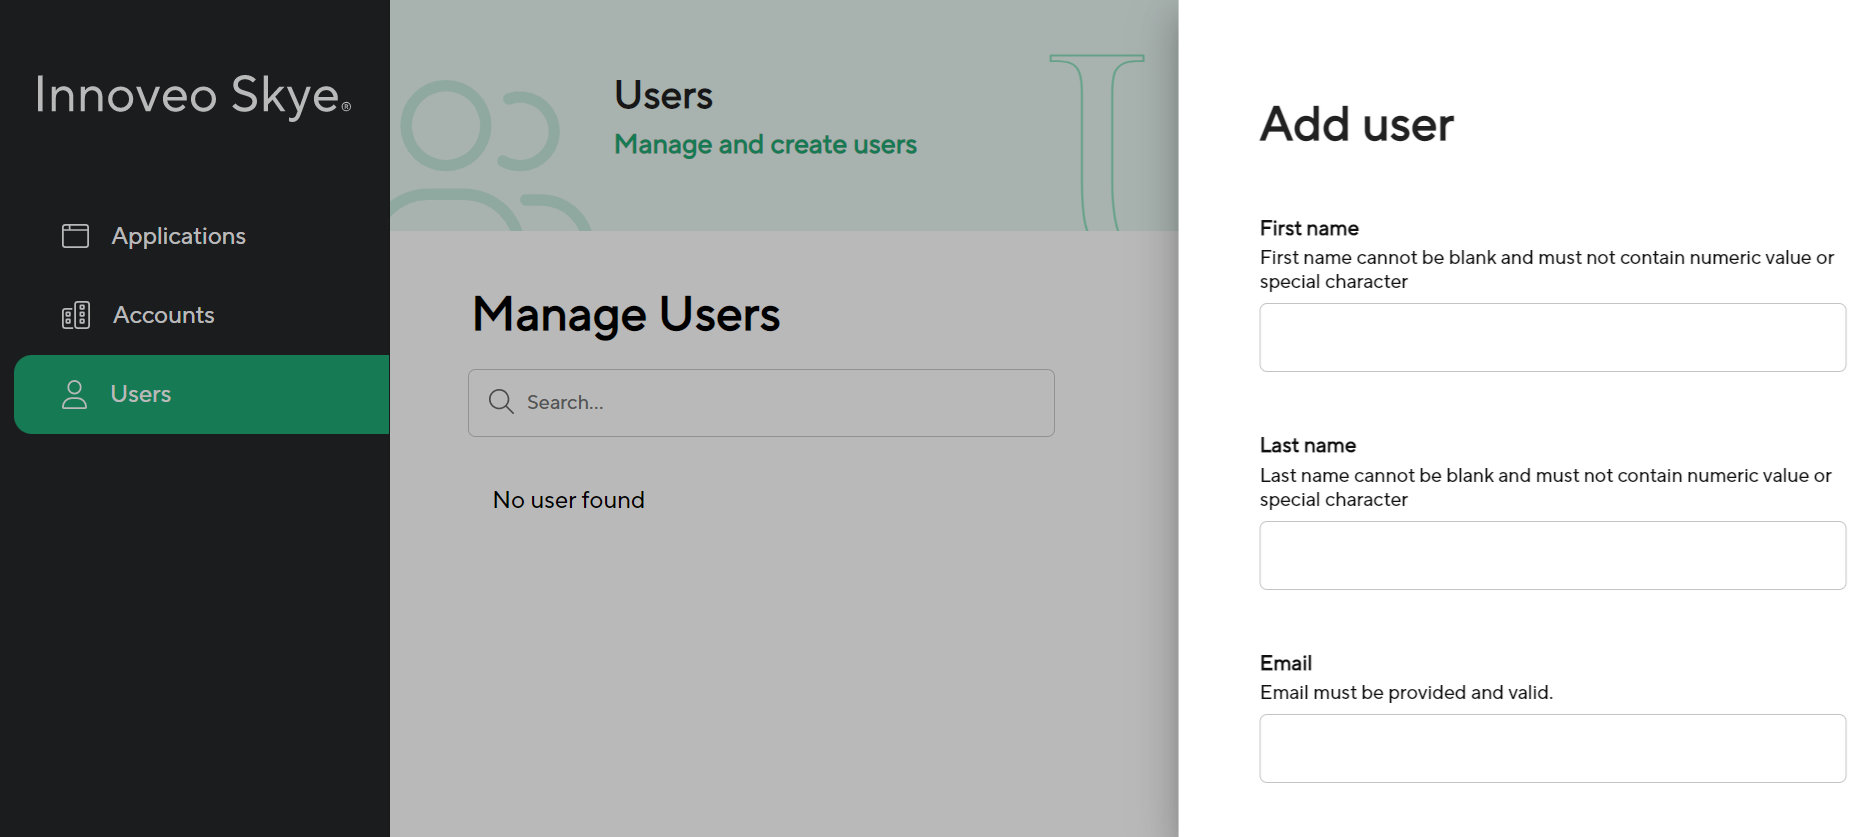 Innoveo Skye®
Applications
Accounts
Users
Users
Manage and create users
Manage Users
Search...
No user found
Add user
First name
First name cannot be blank and must not contain numeric value or
special character
Last name
Last name cannot be blank and must not contain numeric value or
special character
Email
Email must be provided and valid.